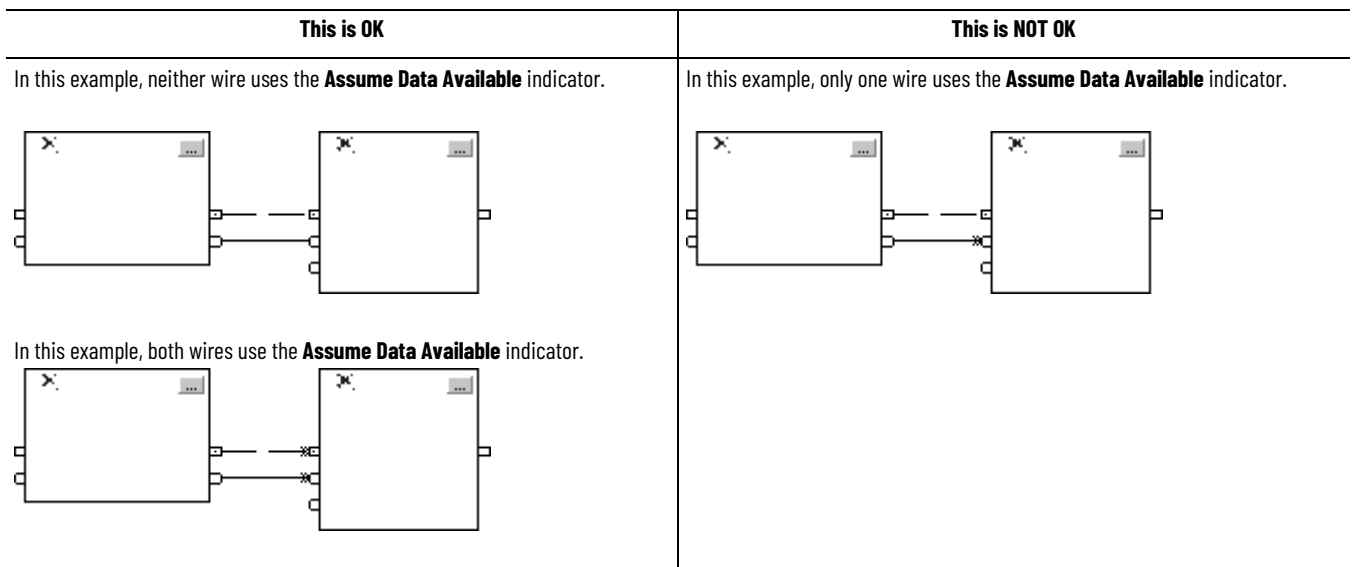 This is OK
This is NOT OK
In this example, neither wire uses the Assume Data Available indicator.
In this example, only one wire uses the Assume Data Available indicator.
...
...
...
...
In this example, both wires use the Assume Data Available indicator.
...
...